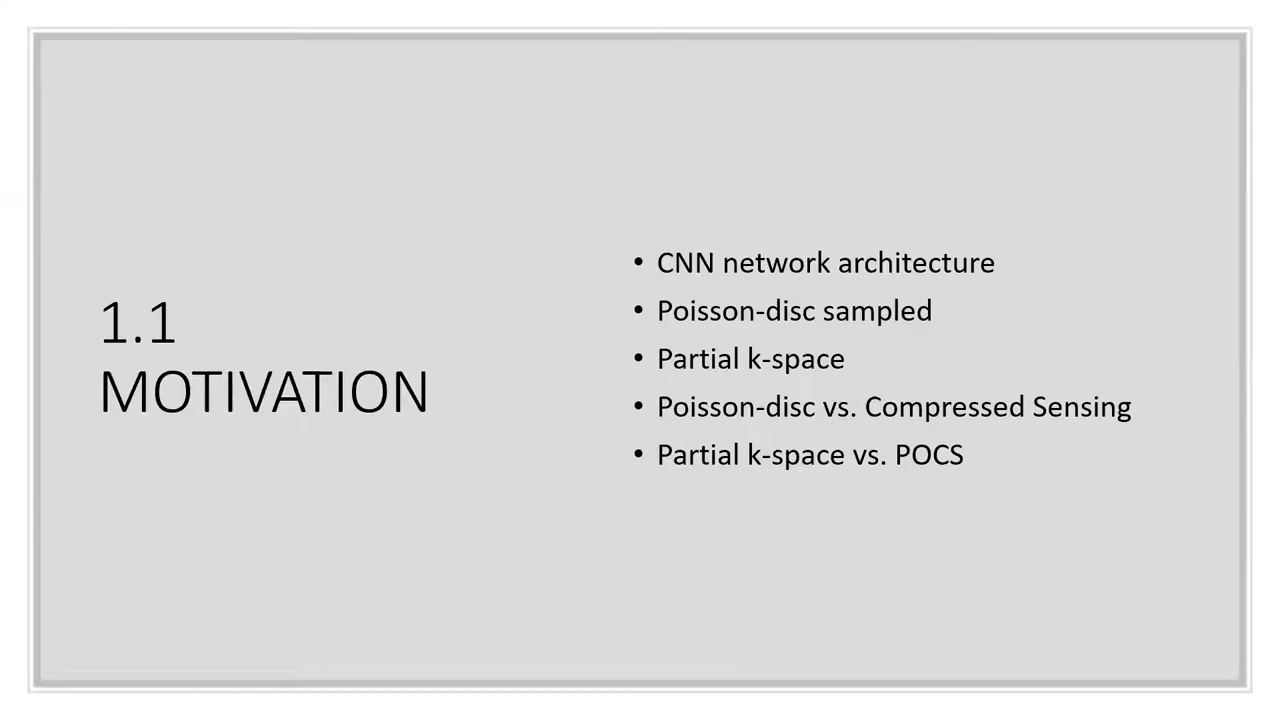 1.1
MOTIVATION
• CNN network architecture
• Poisson-disc sampled
• Partial k-space
• Poisson-disc vs. Compressed Sensing
• Partial k-space vs. POCS